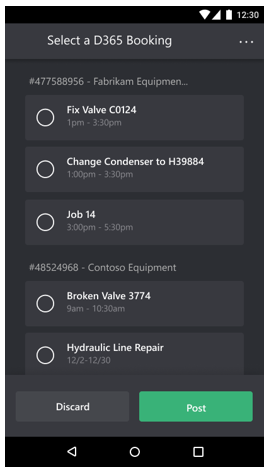 12:30
Select a D365 Booking
...
#477588956 - Fabrikam Equipmen...
Fix Valve C0124
1pm - 3:30pm
Change Condenser to H39884
1:00pm - 3:30pm
Job 14
3:00pm - 5:30pm
#48524968 - Contoso Equipment
Broken Valve 3774
9am - 10:30am
Hydraulic Line Repair
12/2-12/30
Discard
Post